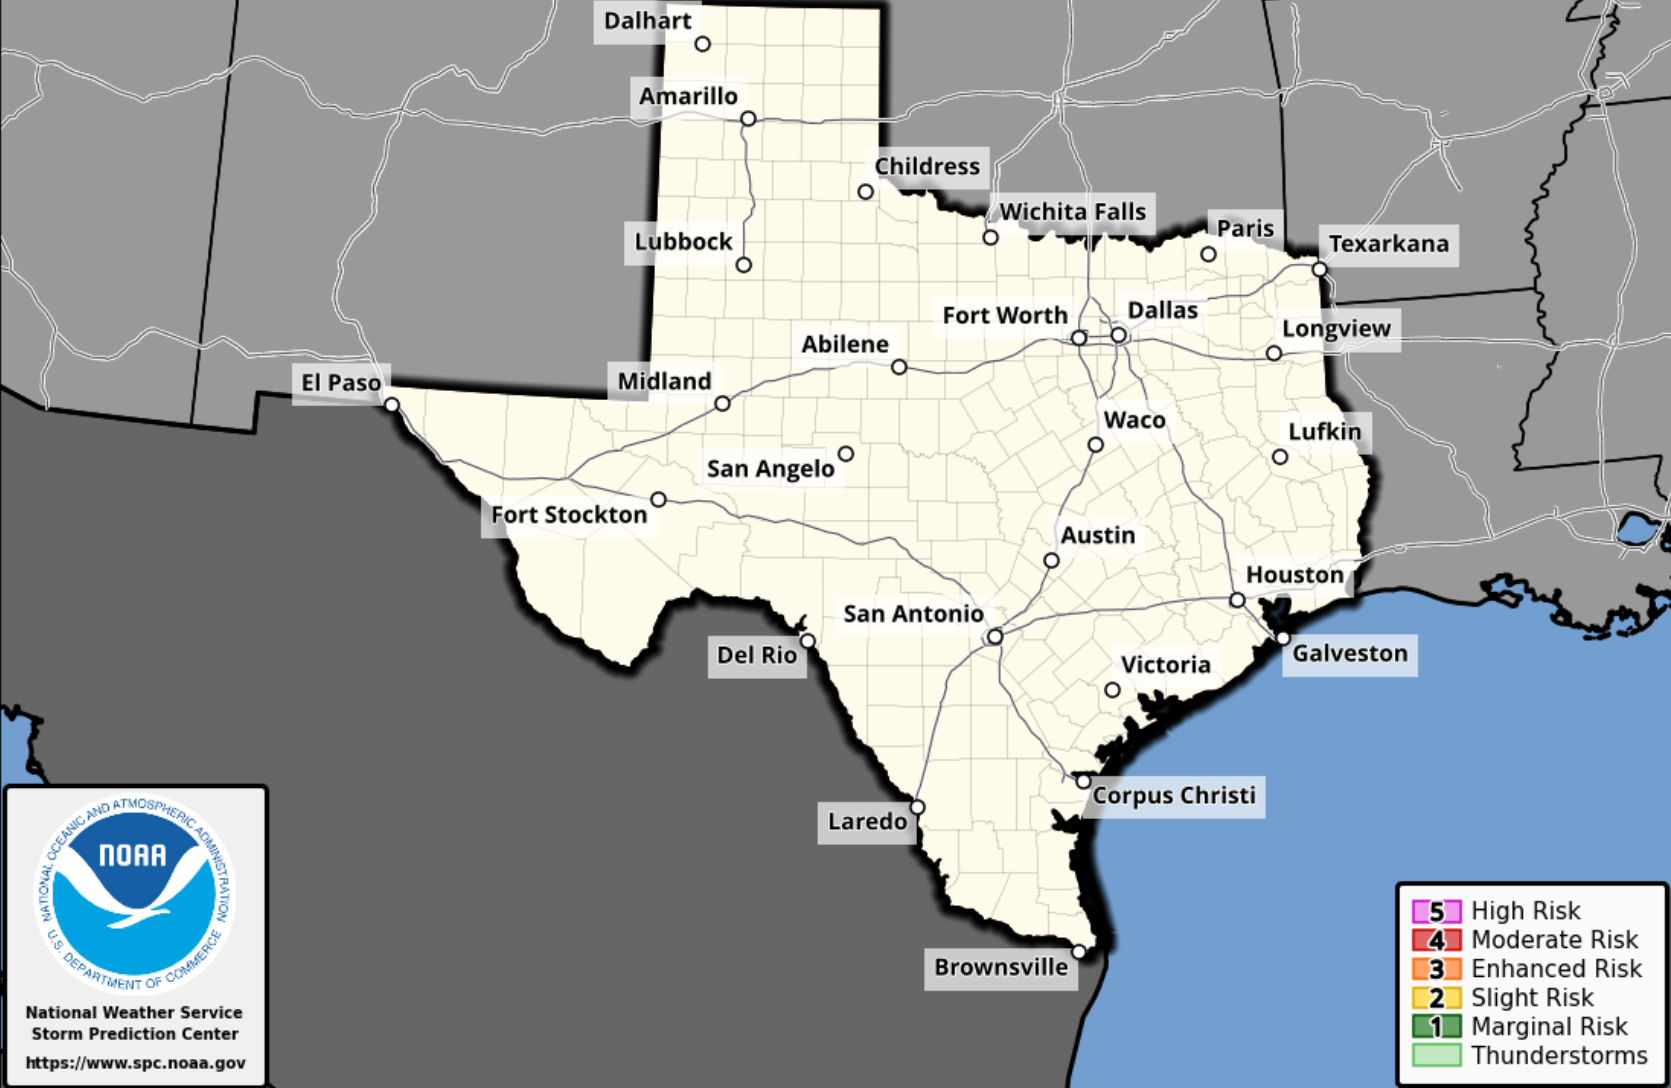 Dalhart
Amarillo
Childress
Wichita Falls
Paris
Texarkana
Lubbock
Fort Worth
Dallas
Longview
Abilene
El Paso
Midland
Waco
Lufkin
San Angelo
Fort Stockton
Austin
Houston
San Antonio
Del Rio
Galveston
Victoria
Corpus Christi
Laredo
Brownsville
NATIONAL OCEANIC AND ATMOSPHERIC ADMINISTRATION
NOAA
U.S. DEPARTMENT OF COMMERCE
National Weather Service
Storm Prediction Center
https://www.spc.noaa.gov
5 High Risk
4 Moderate Risk
3 Enhanced Risk
2 Slight Risk
1 Marginal Risk
Thunderstorms